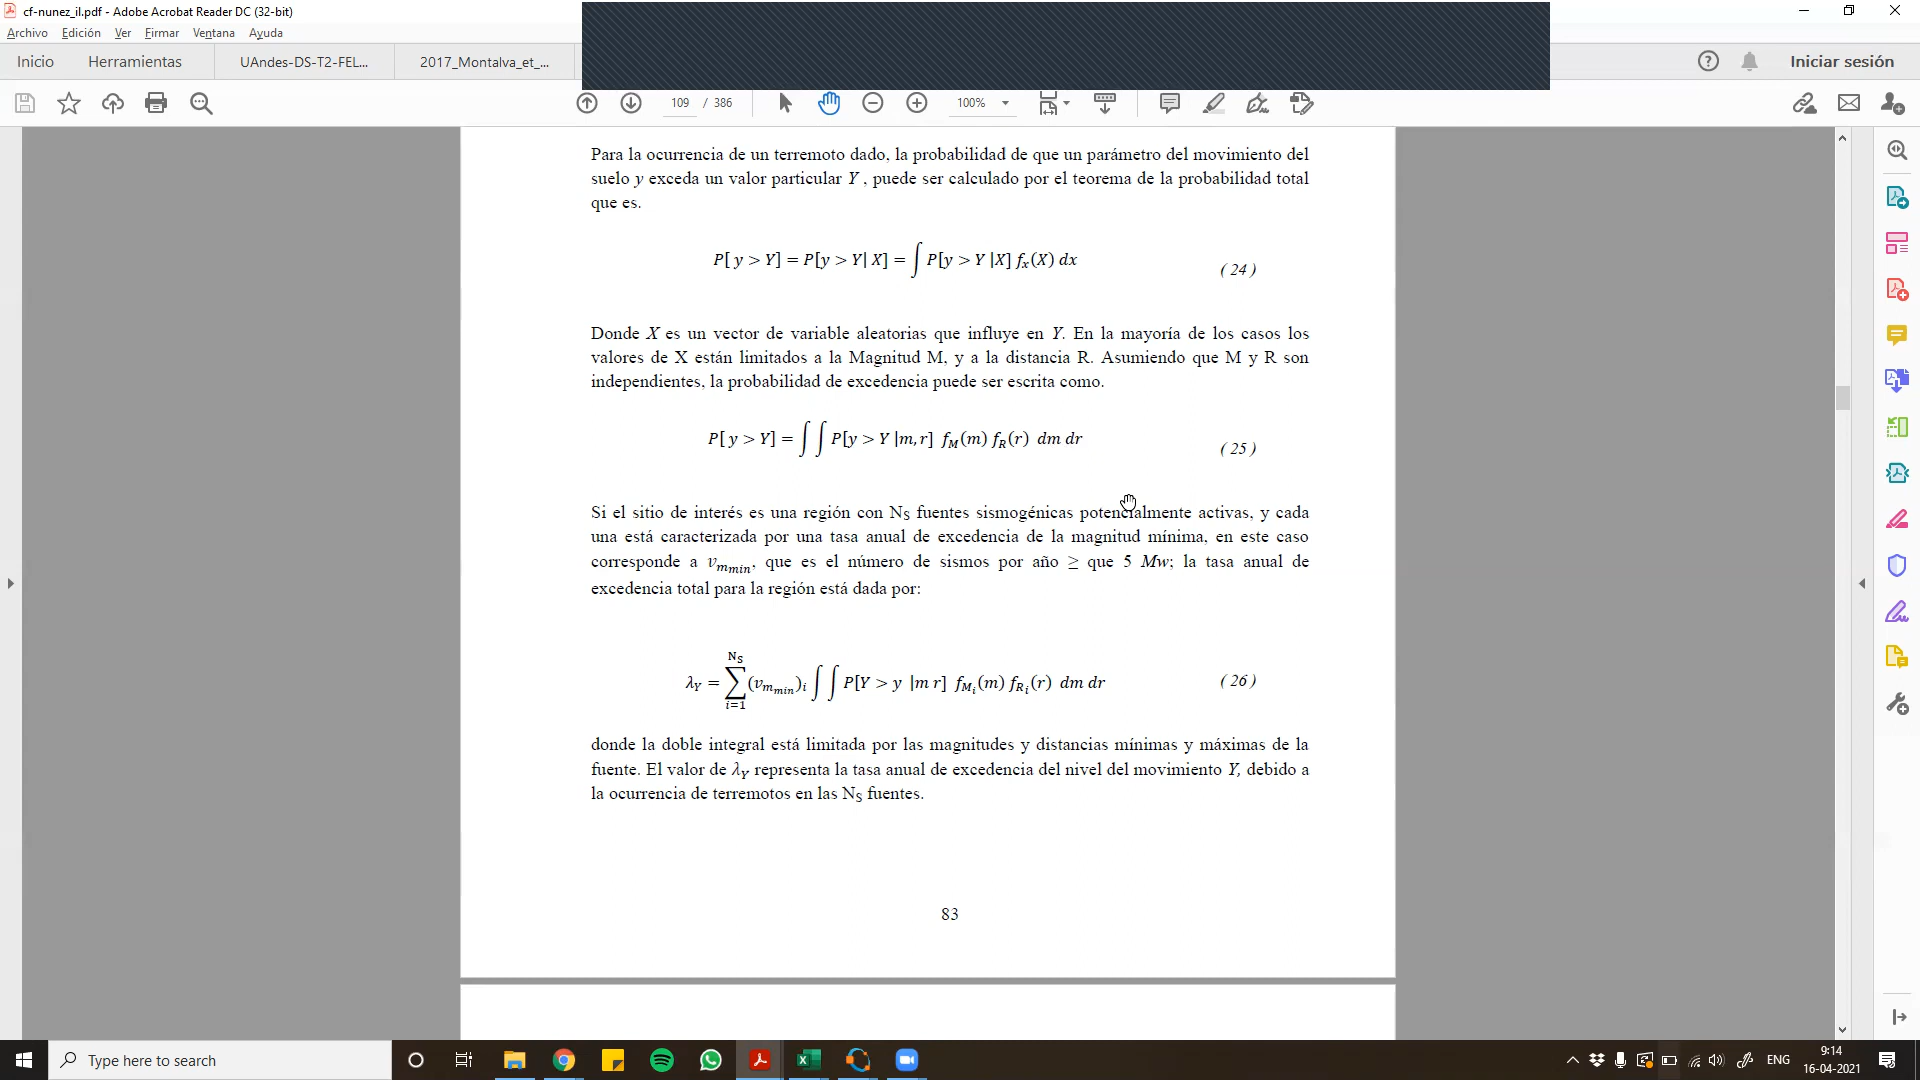 cf-nunez_il.pdf - Adobe Acrobat Reader DC (32-bit)
Archivo Edición Ver Firmar Ventana Ayuda
Inicio Herramientas UAndes-DS-T2-FEL... 2017_Montalva_et_... Iniciar sesión
109 / 386 100%
Para la ocurrencia de un terremoto dado, la probabilidad de que un parámetro del movimiento del
suelo y exceda un valor particular Y , puede ser calculado por el teorema de la probabilidad total
que es.
P[ y > Y] = P[y > Y| X] = ∫ P[y > Y |X] fₓ(X) dx ( 24 )
Donde X es un vector de variable aleatorias que influye en Y. En la mayoría de los casos los
valores de X están limitados a la Magnitud M, y a la distancia R. Asumiendo que M y R son
independientes, la probabilidad de excedencia puede ser escrita como.
P[ y > Y] = ∫ ∫ P[y > Y |m, r] f_M(m) f_R(r) dm dr ( 25 )
Si el sitio de interés es una región con N_S fuentes sismogénicas potencialmente activas, y cada
una está caracterizada por una tasa anual de excedencia de la magnitud mínima, en este caso
corresponde a v_{m_{min}}, que es el número de sismos por año ≥ que 5 Mw; la tasa anual de
excedencia total para la región está dada por:
λ_Y = ∑_{i=1}^{N_S} (v_{m_{min}})_i ∫ ∫ P[Y > y |m r] f_{M_i}(m) f_{R_i}(r) dm dr ( 26 )
donde la doble integral está limitada por las magnitudes y distancias mínimas y máximas de la
fuente. El valor de λ_Y representa la tasa anual de excedencia del nivel del movimiento Y, debido a
la ocurrencia de terremotos en las N_S fuentes.
83
Type here to search
ENG
9:14
16-04-2021